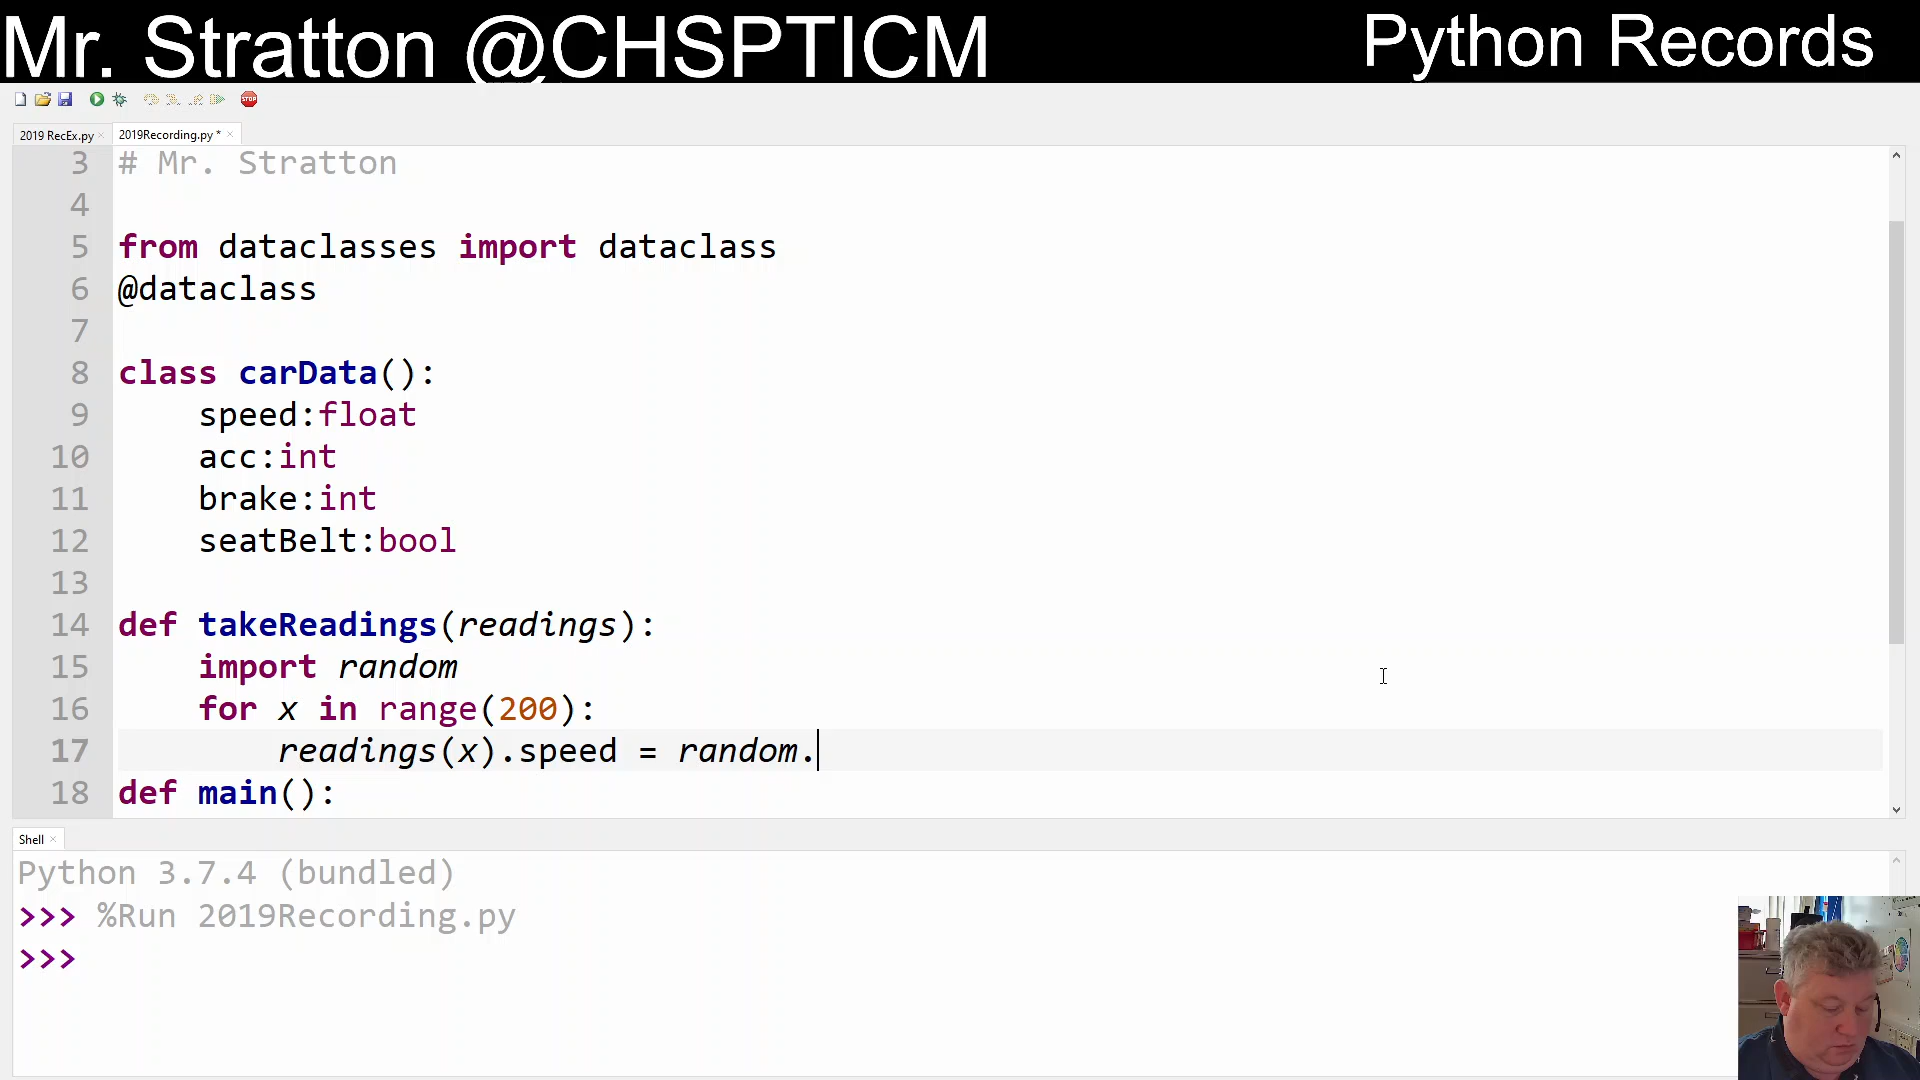 Mr. Stratton @CHSPTICM
Python Records
STOP
2019 RecEx.py
2019Recording.py *
3 # Mr. Stratton
4
5 from dataclasses import dataclass
6 @dataclass
7
8 class carData():
9 speed:float
10 acc:int
11 brake:int
12 seatBelt:bool
13
14 def takeReadings(readings):
15 import random
16 for x in range(200):
17 readings(x).speed = random.
18 def main():
Shell
Python 3.7.4 (bundled)
>>> %Run 2019Recording.py
>>>